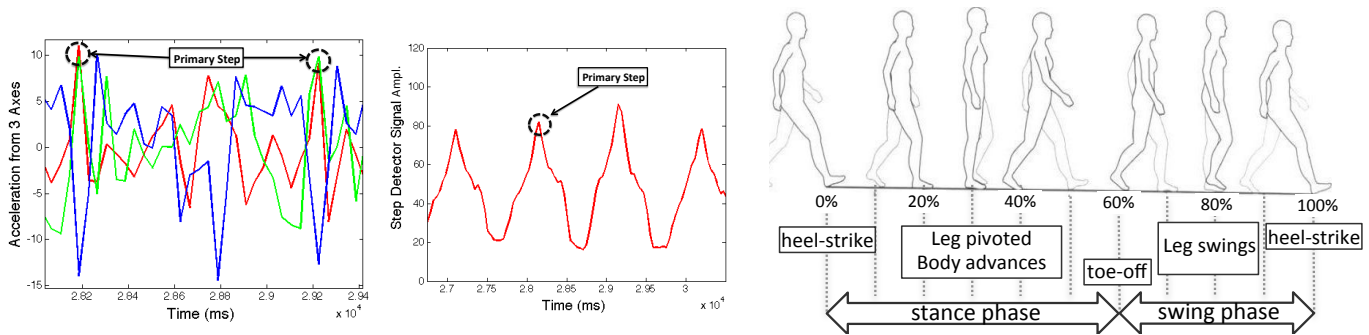 Acceleration from 3 Axes
10
5
0
-5
-10
-15
Primary Step
2.82 2.84 2.86 2.88 2.9 2.92 2.94
Time (ms)
x 10⁴
Step Detector Signal Ampl.
120
100
80
60
40
20
0
Primary Step
2.7 2.75 2.8 2.85 2.9 2.95 3
Time (ms)
x 10⁴
0% 20% 40% 60% 80% 100%
heel-strike
Leg pivoted
Body advances
toe-off
Leg swings
heel-strike
stance phase
swing phase